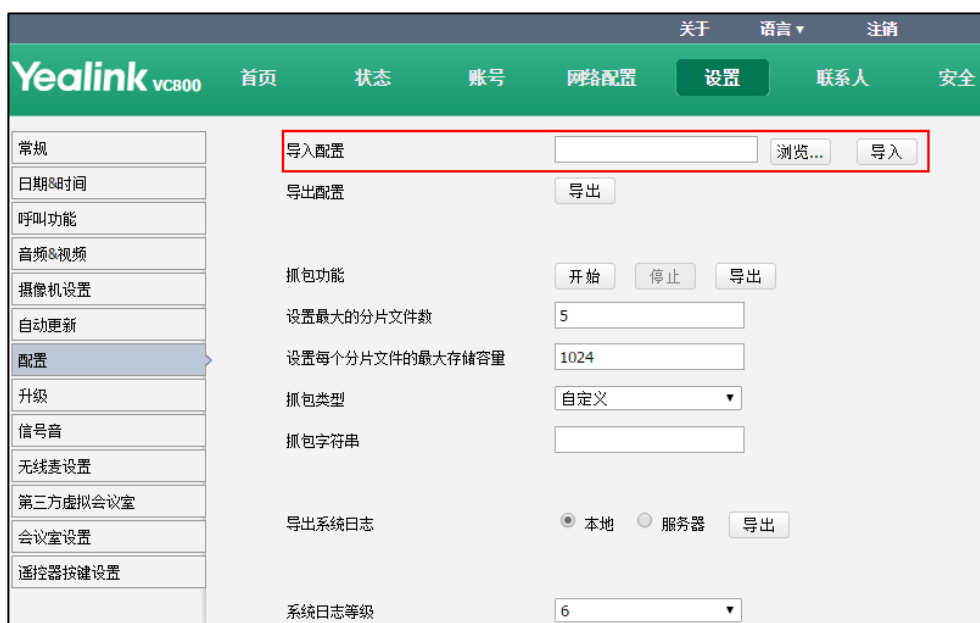 关于 语言▼ 注销
Yealink VC800 首页 状态 账号 网络配置 设置 联系人 安全
常规
日期&时间
呼叫功能
音频&视频
摄像机设置
自动更新
配置
升级
信号音
无线麦设置
第三方虚拟会议室
会议室设置
遥控器按键设置
导入配置 浏览... 导入
导出配置 导出
抓包功能 开始 停止 导出
设置最大的分片文件数 5
设置每个分片文件的最大存储容量 1024
抓包类型 自定义 ▼
抓包字符串
导出系统日志 本地 服务器 导出
系统日志等级 6 ▼